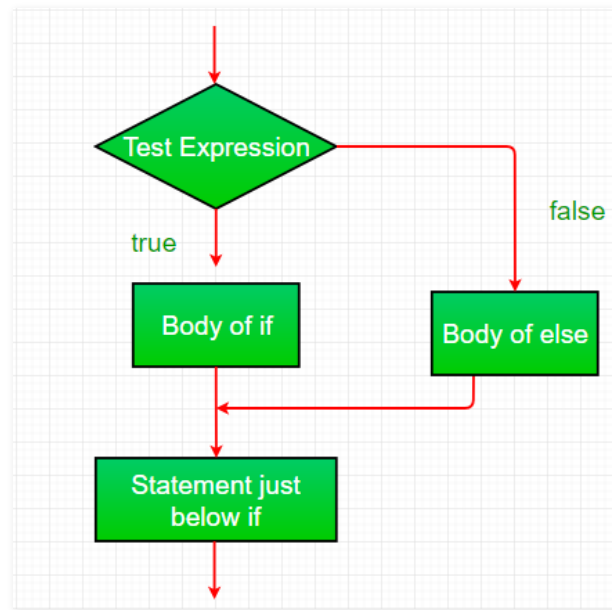 Test Expression
true
false
Body of if
Body of else
Statement just
below if